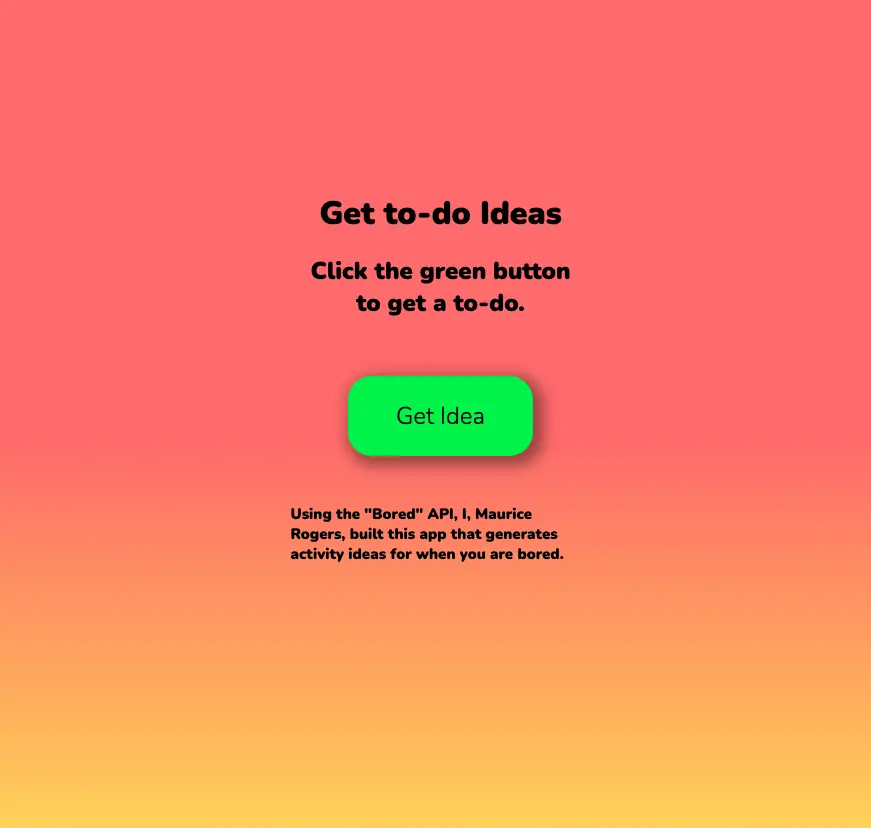 Get to-do Ideas
Click the green button
to get a to-do.
Get Idea
Using the "Bored" API, I, Maurice
Rogers, built this app that generates
activity ideas for when you are bored.